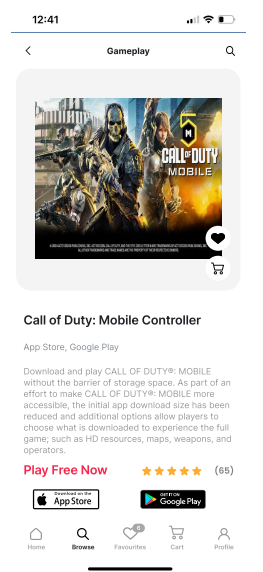 12:41
Gameplay
5
M
CALL OF DUTY
MOBILE
Call of Duty: Mobile Controller
App Store, Google Play
Download and play CALL OF DUTY®: MOBILE
without the barrier of storage space. As part of an
effort to make CALL OF DUTY®: MOBILE more
accessible, the initial app download size has been
reduced and additional options allow players to
choose what is downloaded to experience the full
game; such as HD resources, maps, weapons, and
operators.
Play Free Now (65)
Download on the
App Store
GET IT ON
Google Play
6
Home Browse Favourites Cart Profile